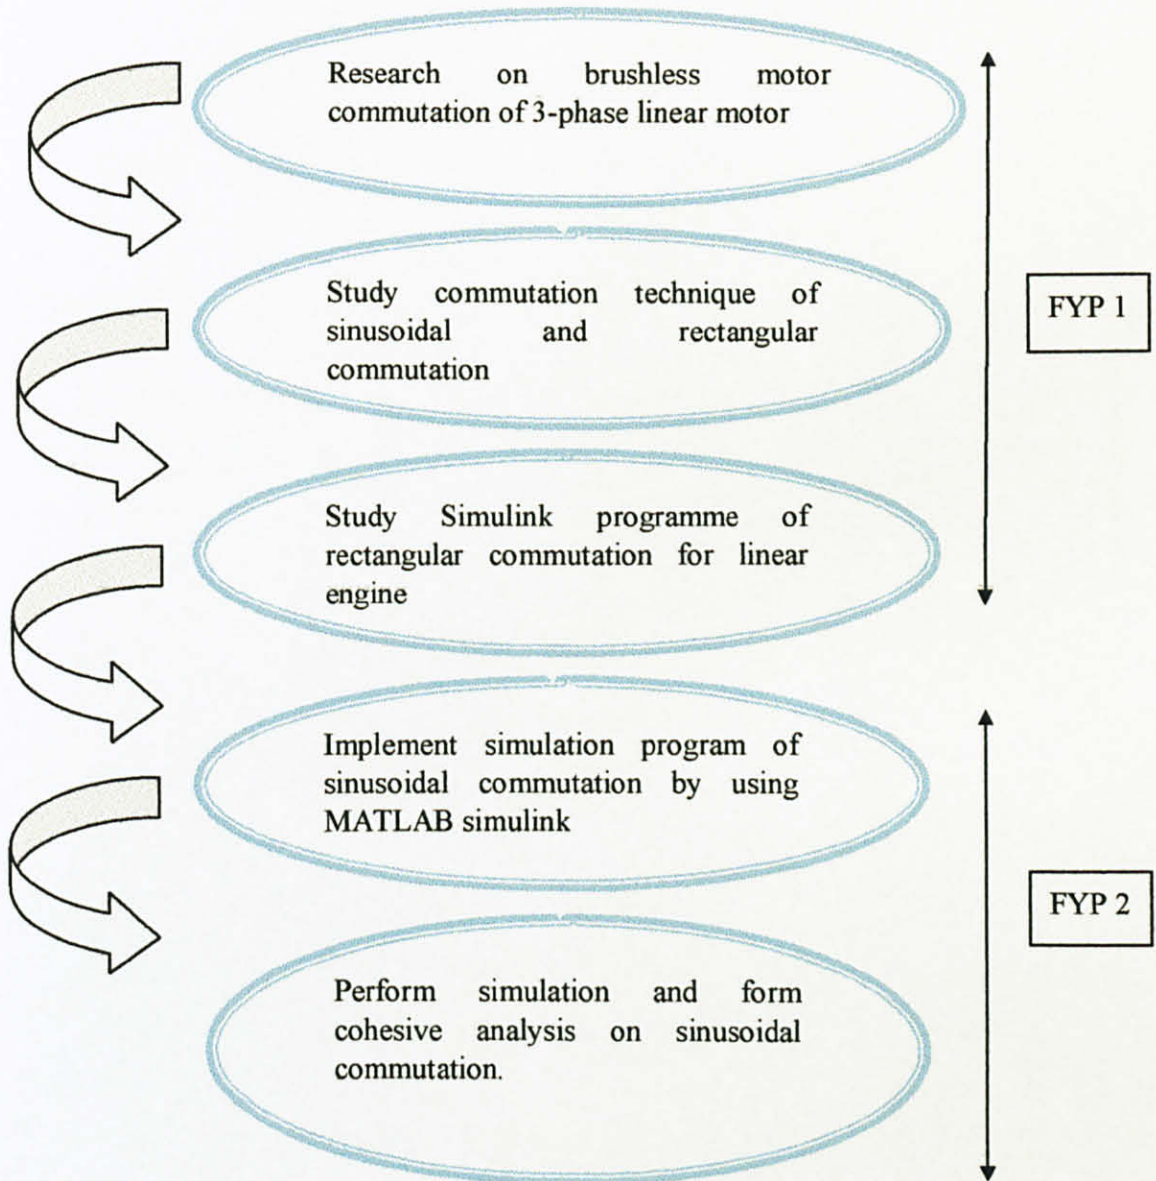 Research on brushless motor
commutation of 3-phase linear motor
Study commutation technique of
sinusoidal and rectangular
commutation
FYP 1
Study Simulink programme of
rectangular commutation for linear
engine
Implement simulation program of
sinusoidal commutation by using
MATLAB simulink
FYP 2
Perform simulation and form
cohesive analysis on sinusoidal
commutation.